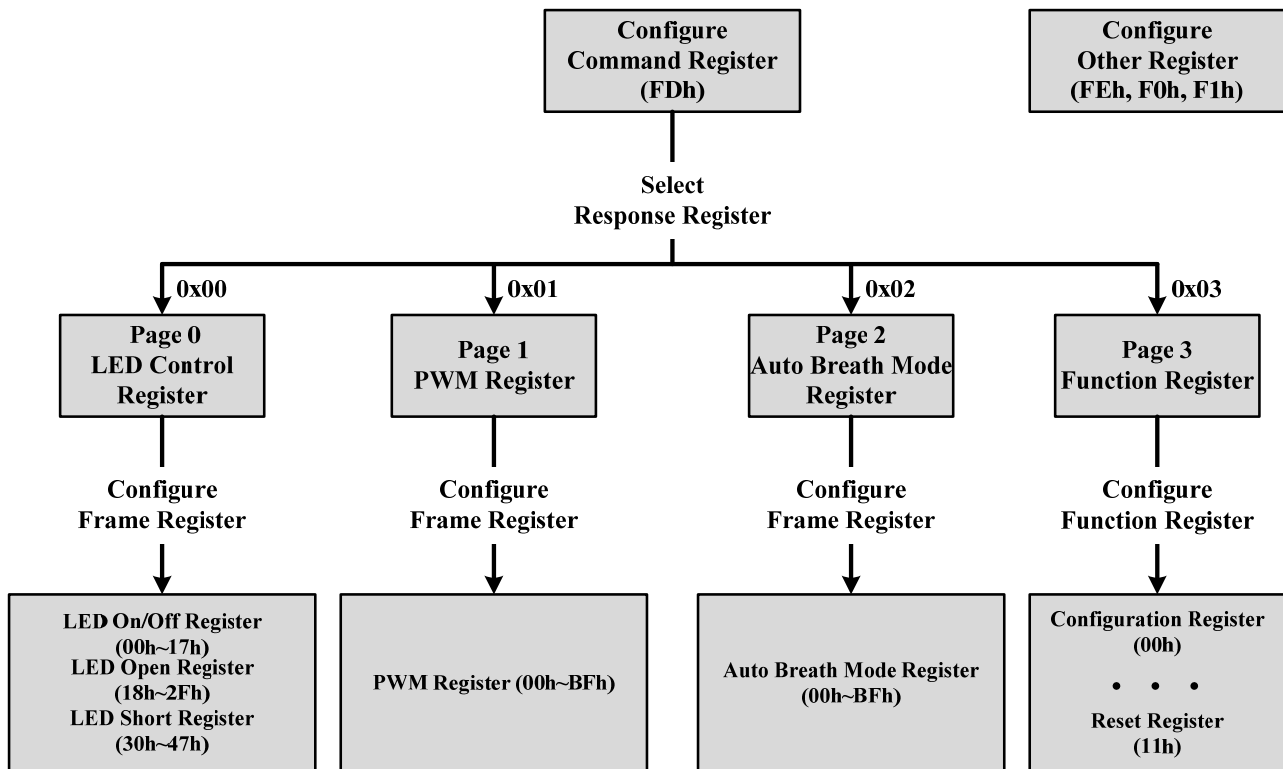 Configure
Command Register
(FDh)
Configure
Other Register
(FEh, F0h, F1h)
Select
Response Register
0x00
0x01
0x02
0x03
Page 0
LED Control
Register
Page 1
PWM Register
Page 2
Auto Breath Mode
Register
Page 3
Function Register
Configure
Frame Register
Configure
Frame Register
Configure
Frame Register
Configure
Function Register
LED On/Off Register
(00h~17h)
LED Open Register
(18h~2Fh)
LED Short Register
(30h~47h)
PWM Register (00h~BFh)
Auto Breath Mode Register
(00h~BFh)
Configuration Register
(00h)
• • •
Reset Register
(11h)